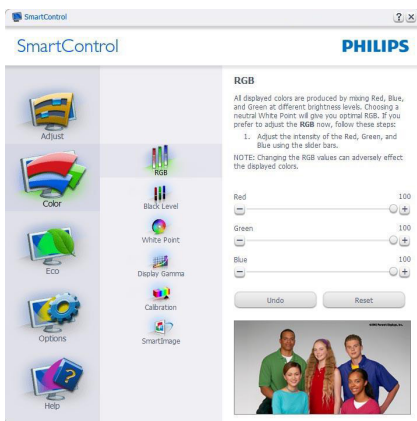 SmartControl
SmartControl
PHILIPS
Adjust
Color
Eco
Options
Help
RGB
Black Level
White Point
Display Gamma
Calibration
SmartImage
RGB
All displayed colors are produced by mixing Red, Blue,
and Green at different brightness levels. Choosing a
neutral White Point will give you optimal RGB. If you
prefer to adjust the RGB now, follow these steps:
1. Adjust the intensity of the Red, Green, and
Blue using the slider bars.
NOTE: Changing the RGB values can adversely effect
the displayed colors.
Red 100
Green 100
Blue 100
Undo Reset